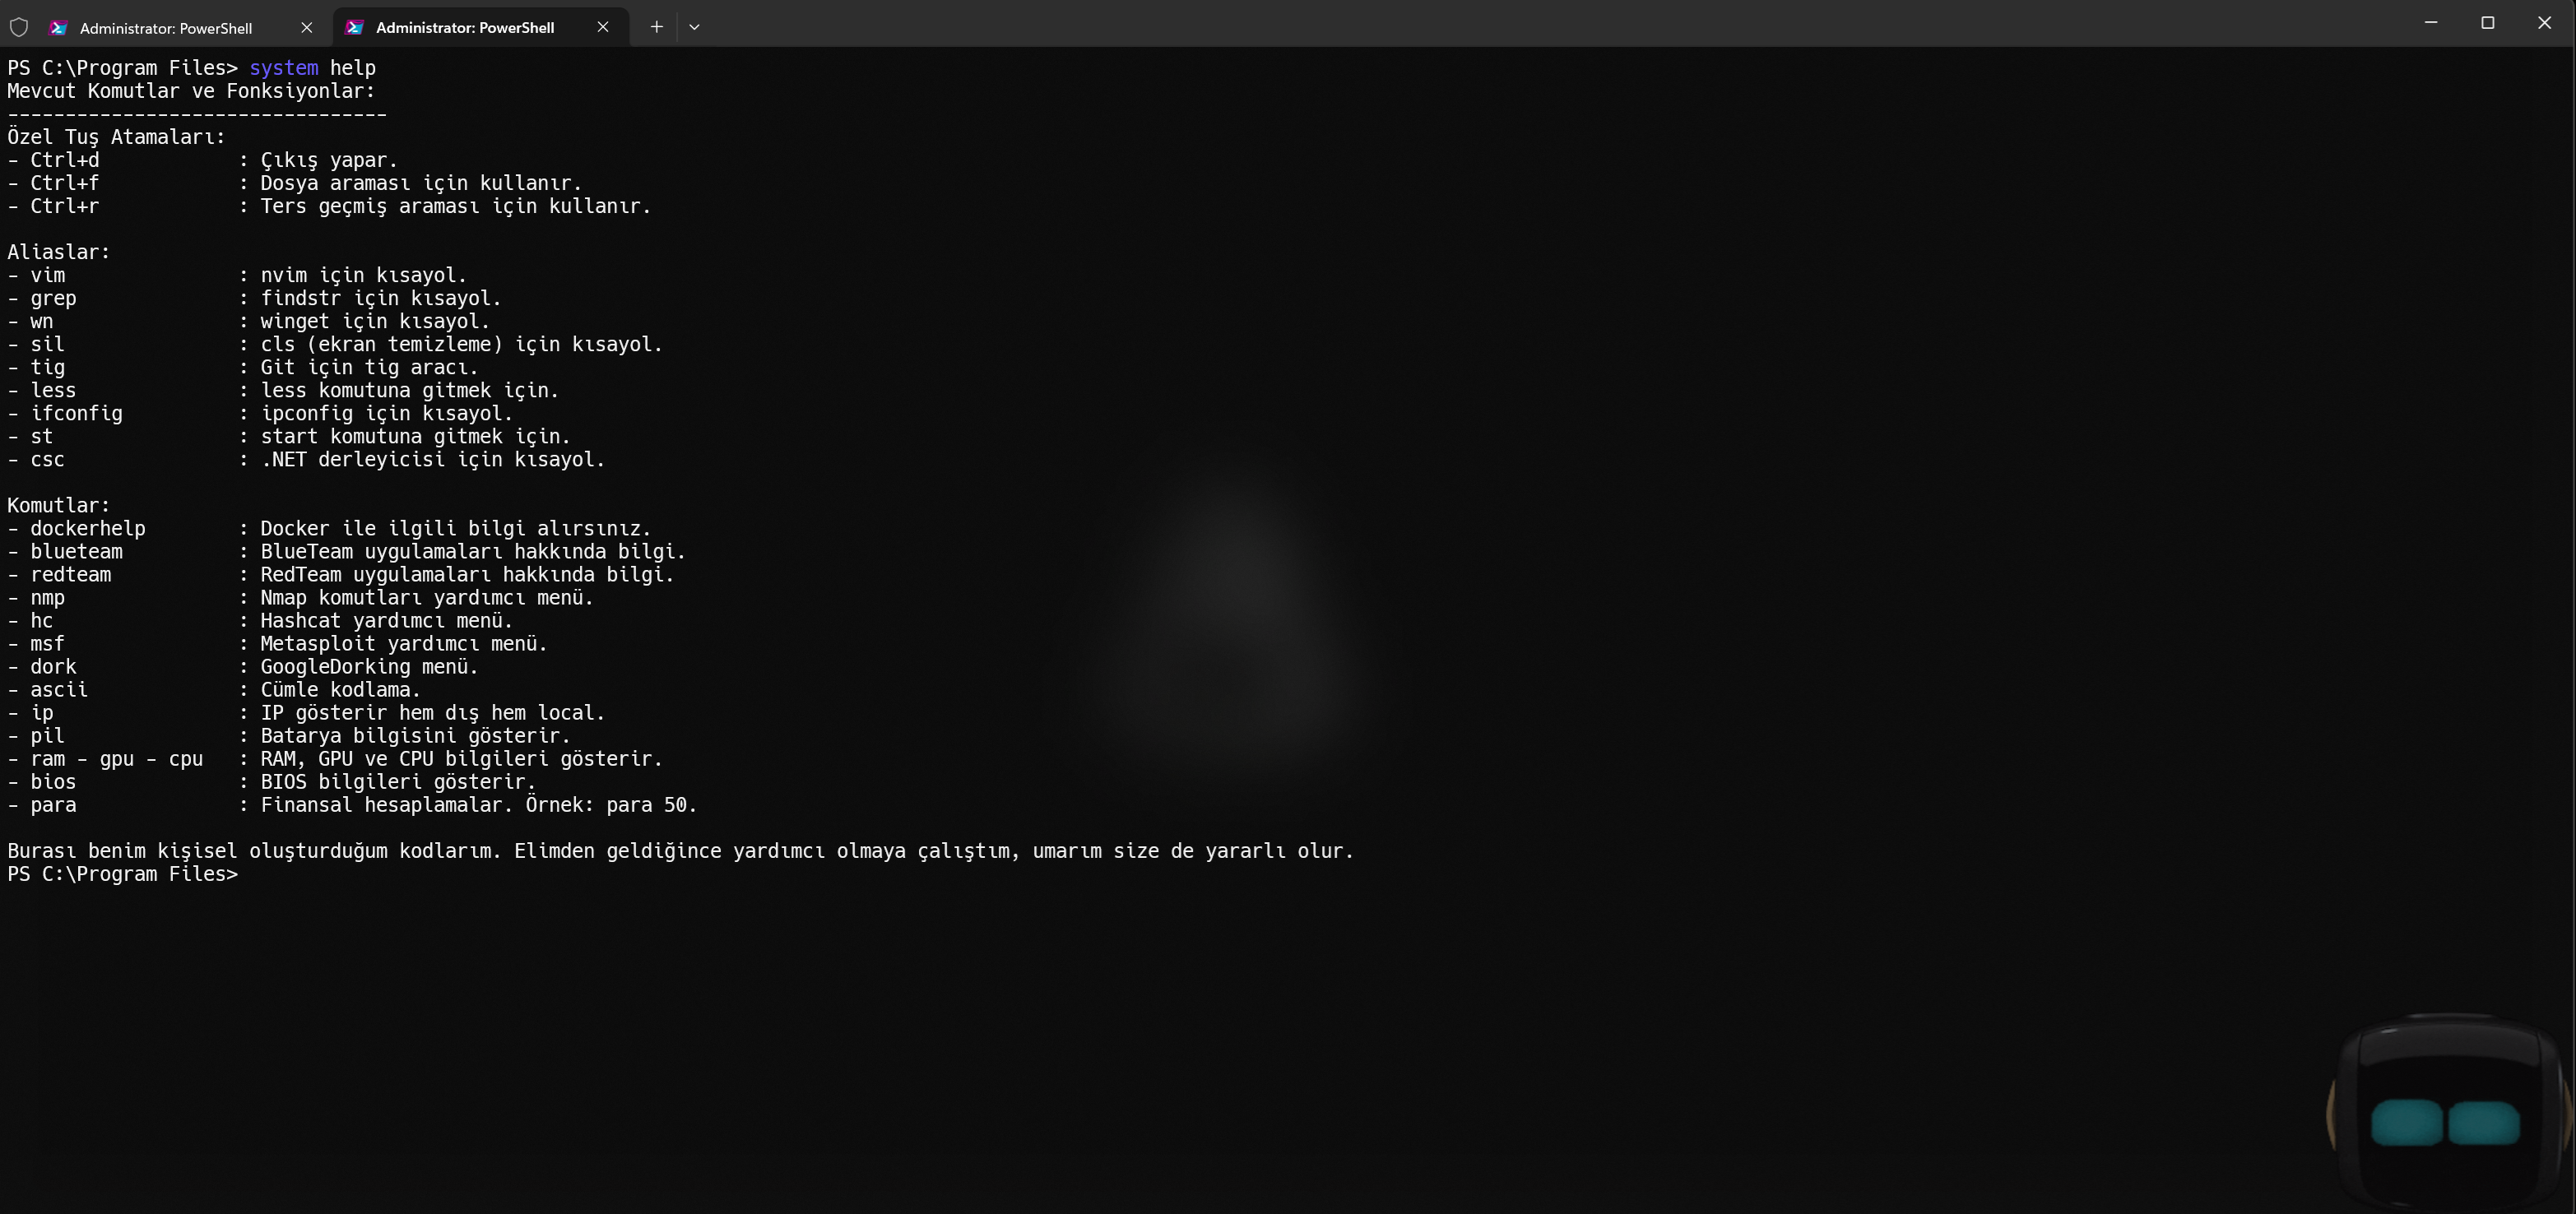 Administrator: PowerShell
Administrator: PowerShell
PS C:\Program Files> system help
Mevcut Komutlar ve Fonksiyonlar:
---------------------------------
Özel Tuş Atamaları:
- Ctrl+d : Çıkış yapar.
- Ctrl+f : Dosya araması için kullanır.
- Ctrl+r : Ters geçmiş araması için kullanır.
Aliaslar:
- vim : nvim için kısayol.
- grep : findstr için kısayol.
- wn : winget için kısayol.
- sil : cls (ekran temizleme) için kısayol.
- tig : Git için tig aracı.
- less : less komutuna gitmek için.
- ifconfig : ipconfig için kısayol.
- st : start komutuna gitmek için.
- csc : .NET derleyicisi için kısayol.
Komutlar:
- dockerhelp : Docker ile ilgili bilgi alırsınız.
- blueteam : BlueTeam uygulamaları hakkında bilgi.
- redteam : RedTeam uygulamaları hakkında bilgi.
- nmp : Nmap komutları yardımcı menü.
- hc : Hashcat yardımcı menü.
- msf : Metasploit yardımcı menü.
- dork : GoogleDorking menü.
- ascii : Cümle kodlama.
- ip : IP gösterir hem dış hem local.
- pil : Batarya bilgisini gösterir.
- ram - gpu - cpu : RAM, GPU ve CPU bilgileri gösterir.
- bios : BIOS bilgileri gösterir.
- para : Finansal hesaplamalar. Örnek: para 50.
Burası benim kişisel oluşturduğum kodlarım. Elimden geldiğince yardımcı olmaya çalıştım, umarım size de yararlı olur.
PS C:\Program Files>